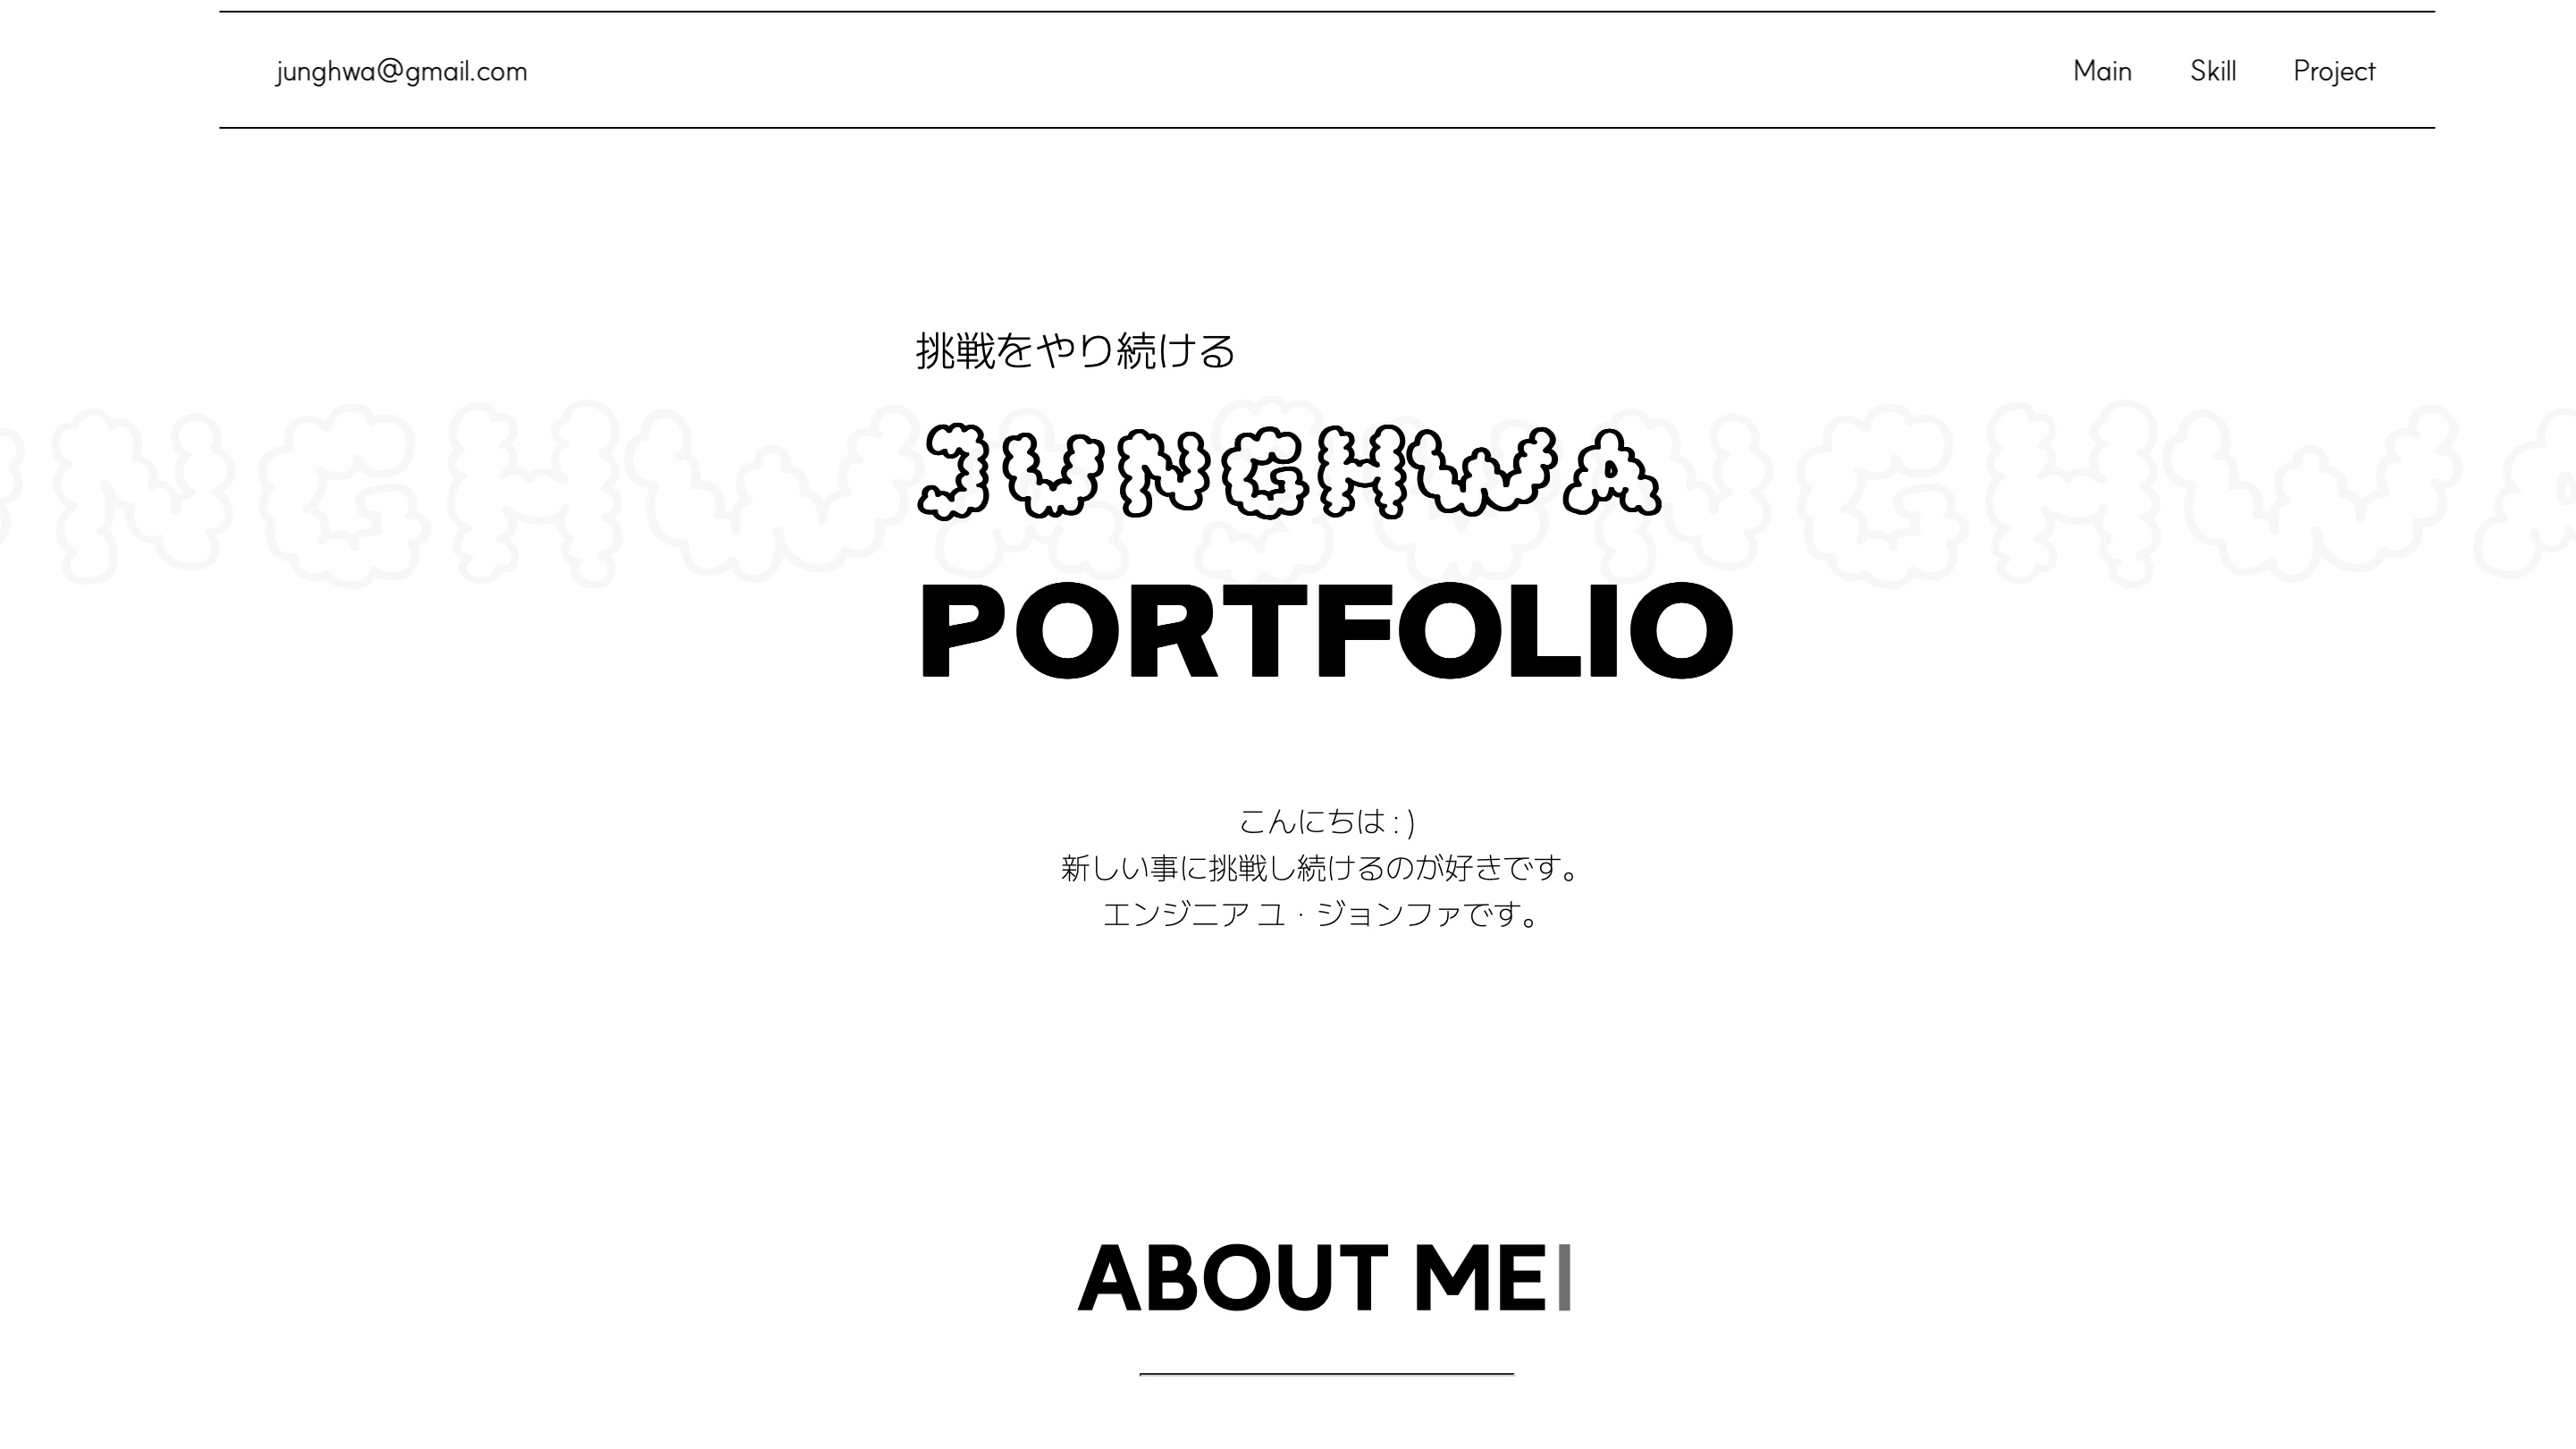 junghwa@gmail.com
Main Skill Project
挑戦をやり続ける
JUNGHWA JUNGHWA
JUNGHWA
PORTFOLIO
こんにちは : )
新しい事に挑戦し続けるのが好きです。
エンジニア ユ · ジョンファです。
ABOUT ME